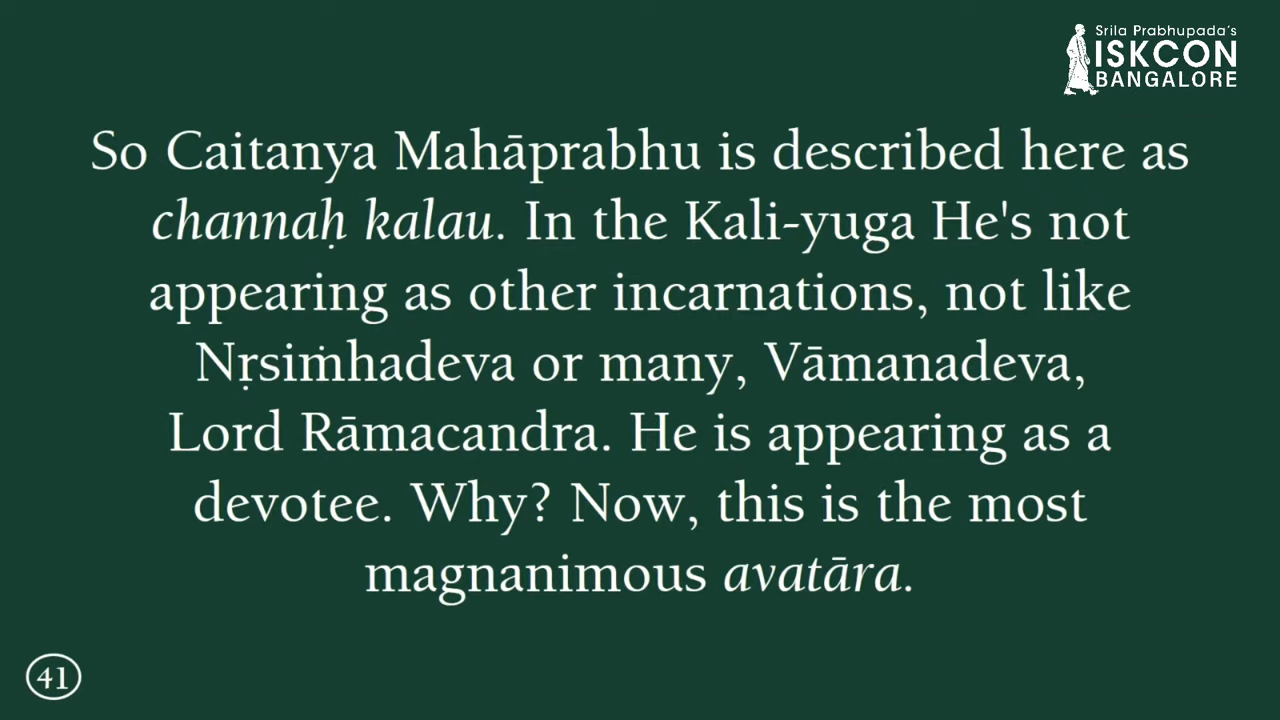 Srila Prabhupada's
ISKCON
BANGALORE
So Caitanya Mahāprabhu is described here as
channaḥ kalau. In the Kali-yuga He's not
appearing as other incarnations, not like
Nṛsiṁhadeva or many, Vāmanadeva,
Lord Rāmacandra. He is appearing as a
devotee. Why? Now, this is the most
magnanimous avatāra.
41